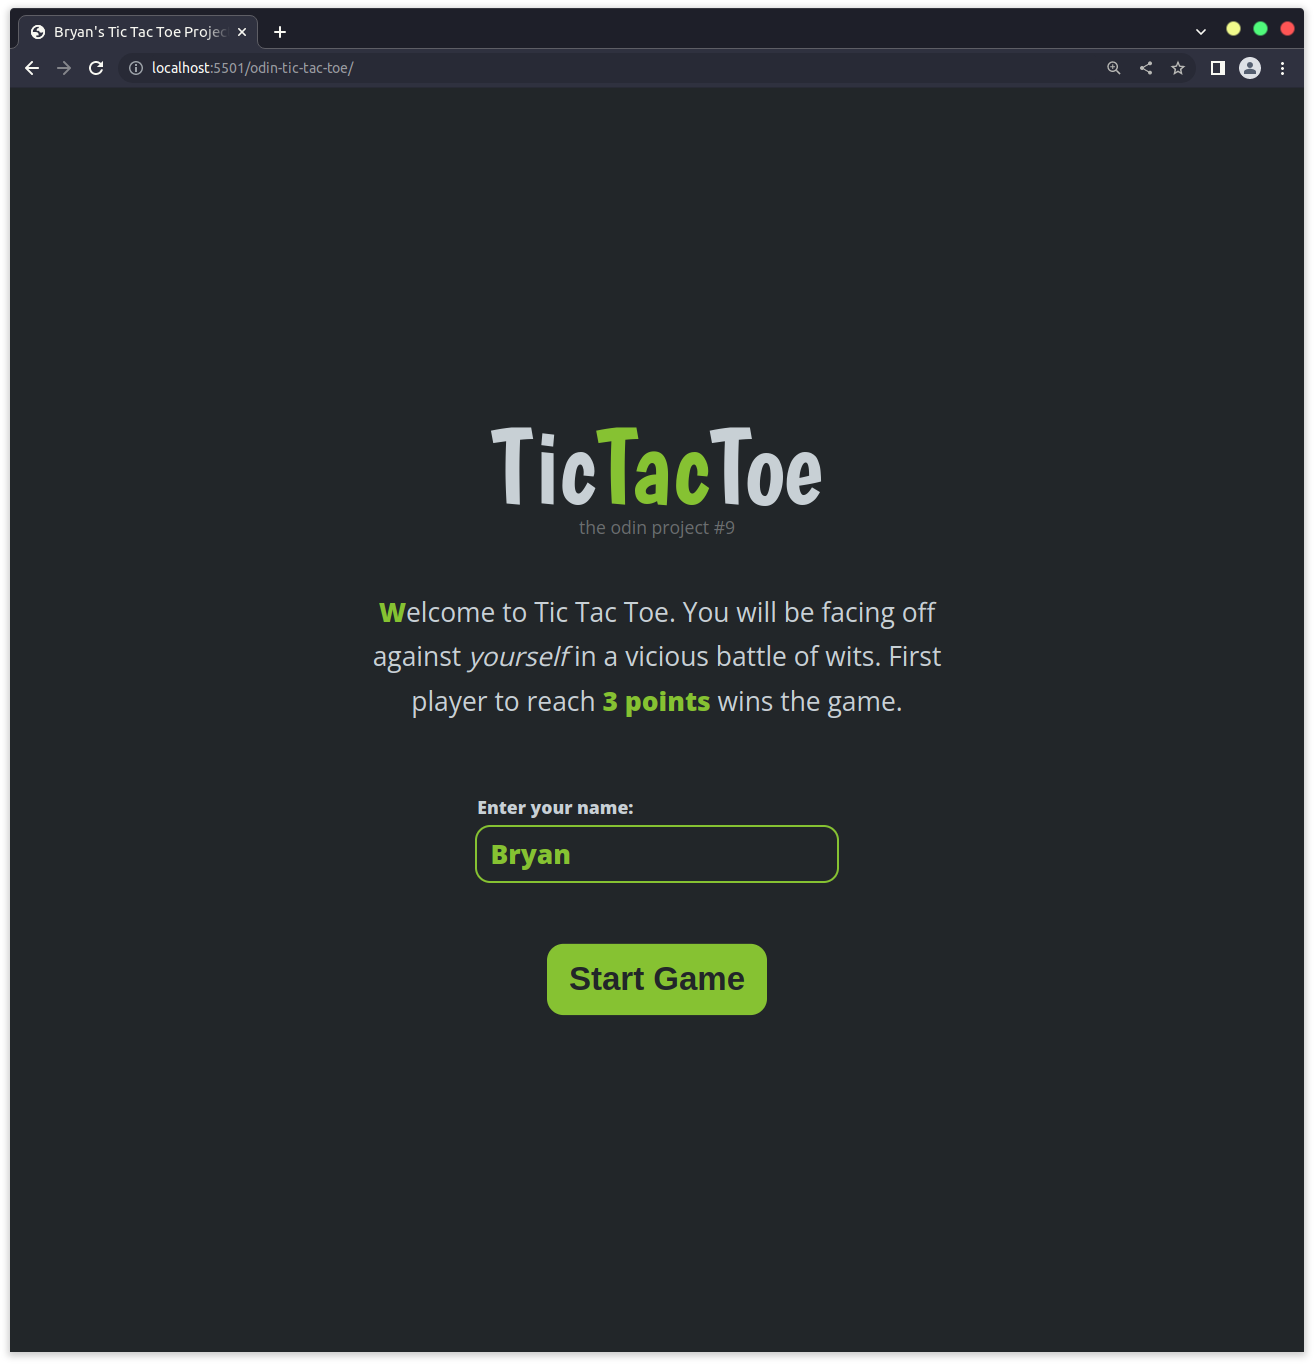 Bryan's Tic Tac Toe Projec
localhost:5501/odin-tic-tac-toe/
TicTacToe
the odin project #9
Welcome to Tic Tac Toe. You will be facing off
against yourself in a vicious battle of wits. First
player to reach 3 points wins the game.
Enter your name:
Bryan
Start Game